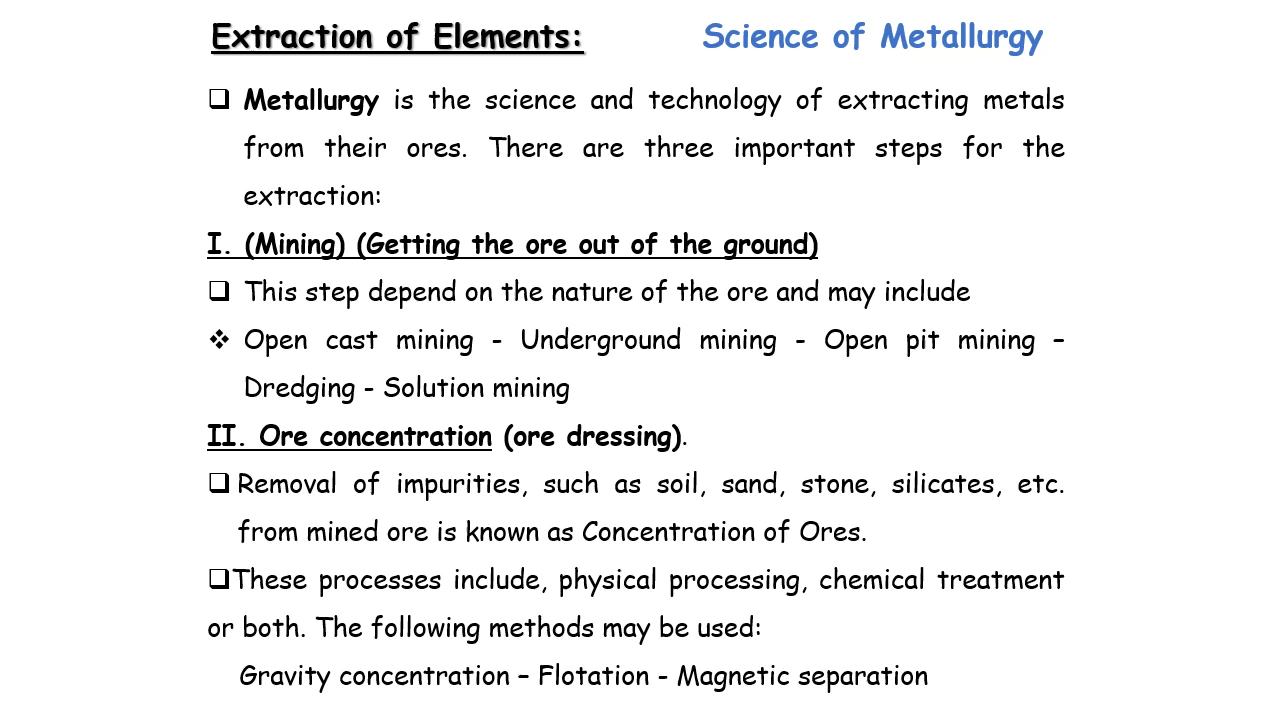 Extraction of Elements: Science of Metallurgy
❑ Metallurgy is the science and technology of extracting metals
from their ores. There are three important steps for the
extraction:
I. (Mining) (Getting the ore out of the ground)
❑ This step depend on the nature of the ore and may include
❖ Open cast mining - Underground mining - Open pit mining –
Dredging - Solution mining
II. Ore concentration (ore dressing).
❑ Removal of impurities, such as soil, sand, stone, silicates, etc.
from mined ore is known as Concentration of Ores.
❑These processes include, physical processing, chemical treatment
or both. The following methods may be used:
Gravity concentration – Flotation - Magnetic separation